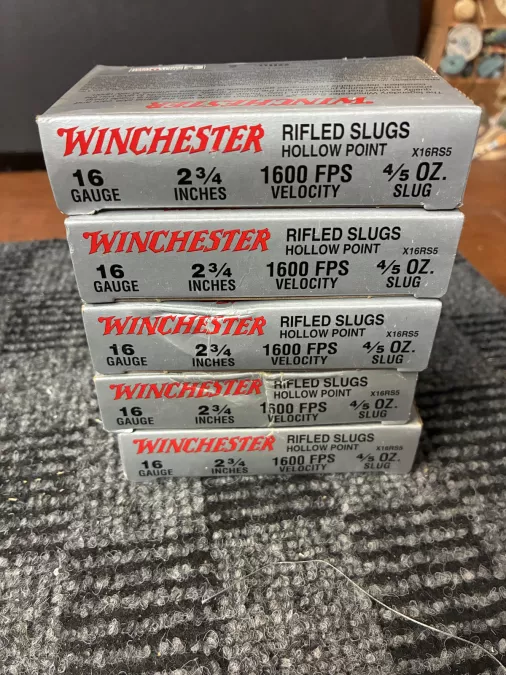 WINCHESTER
WINCHESTER RIFLED SLUGS
HOLLOW POINT X16RS5
16 2 3/4 1600 FPS 4/5 OZ.
GAUGE INCHES VELOCITY SLUG
WINCHESTER RIFLED SLUGS
HOLLOW POINT X16RS5
16 2 3/4 1600 FPS 4/5 OZ.
GAUGE INCHES VELOCITY SLUG
WINCHESTER RIFLED SLUGS
HOLLOW POINT X16RS5
16 2 3/4 1600 FPS 4/5 OZ.
GAUGE INCHES VELOCITY SLUG
WINCHESTER RIFLED SLUGS
HOLLOW POINT X16RS5
16 2 3/4 1600 FPS 4/5 OZ.
GAUGE INCHES VELOCITY SLUG
WINCHESTER RIFLED SLUGS
HOLLOW POINT X16RS5
16 2 3/4 1600 FPS 4/5 OZ.
GAUGE INCHES VELOCITY SLUG